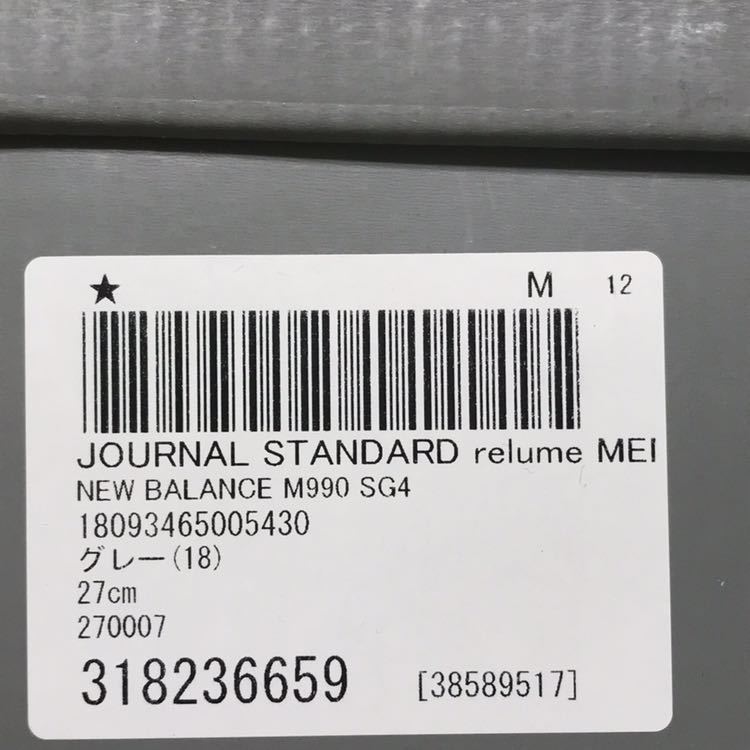 ★ M 12
JOURNAL STANDARD relume MEI
NEW BALANCE M990 SG4
18093465005430
グレー(18)
27cm
270007
318236659 [38589517]